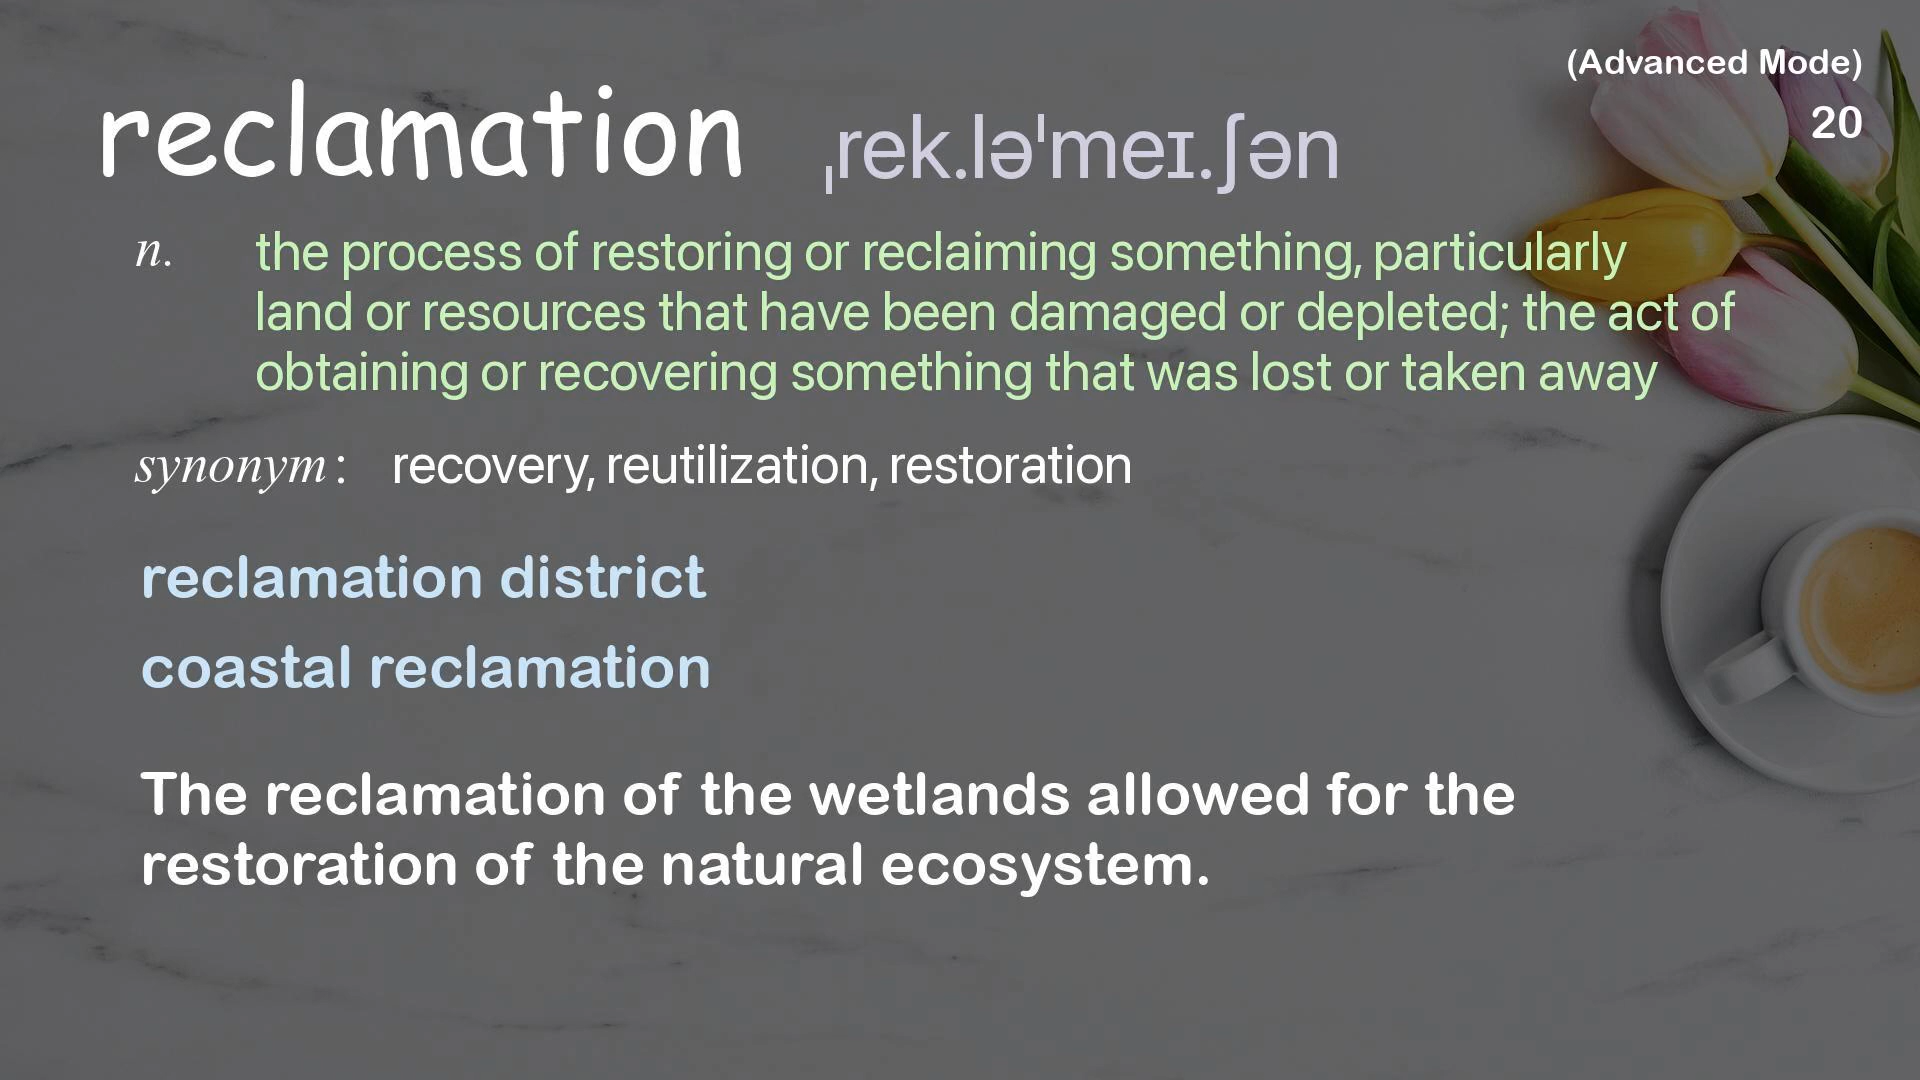 (Advanced Mode)
20
reclamation ˌrek.ləˈmeɪ.ʃən
n. the process of restoring or reclaiming something, particularly
land or resources that have been damaged or depleted; the act of
obtaining or recovering something that was lost or taken away
synonym: recovery, reutilization, restoration
reclamation district
coastal reclamation
The reclamation of the wetlands allowed for the
restoration of the natural ecosystem.